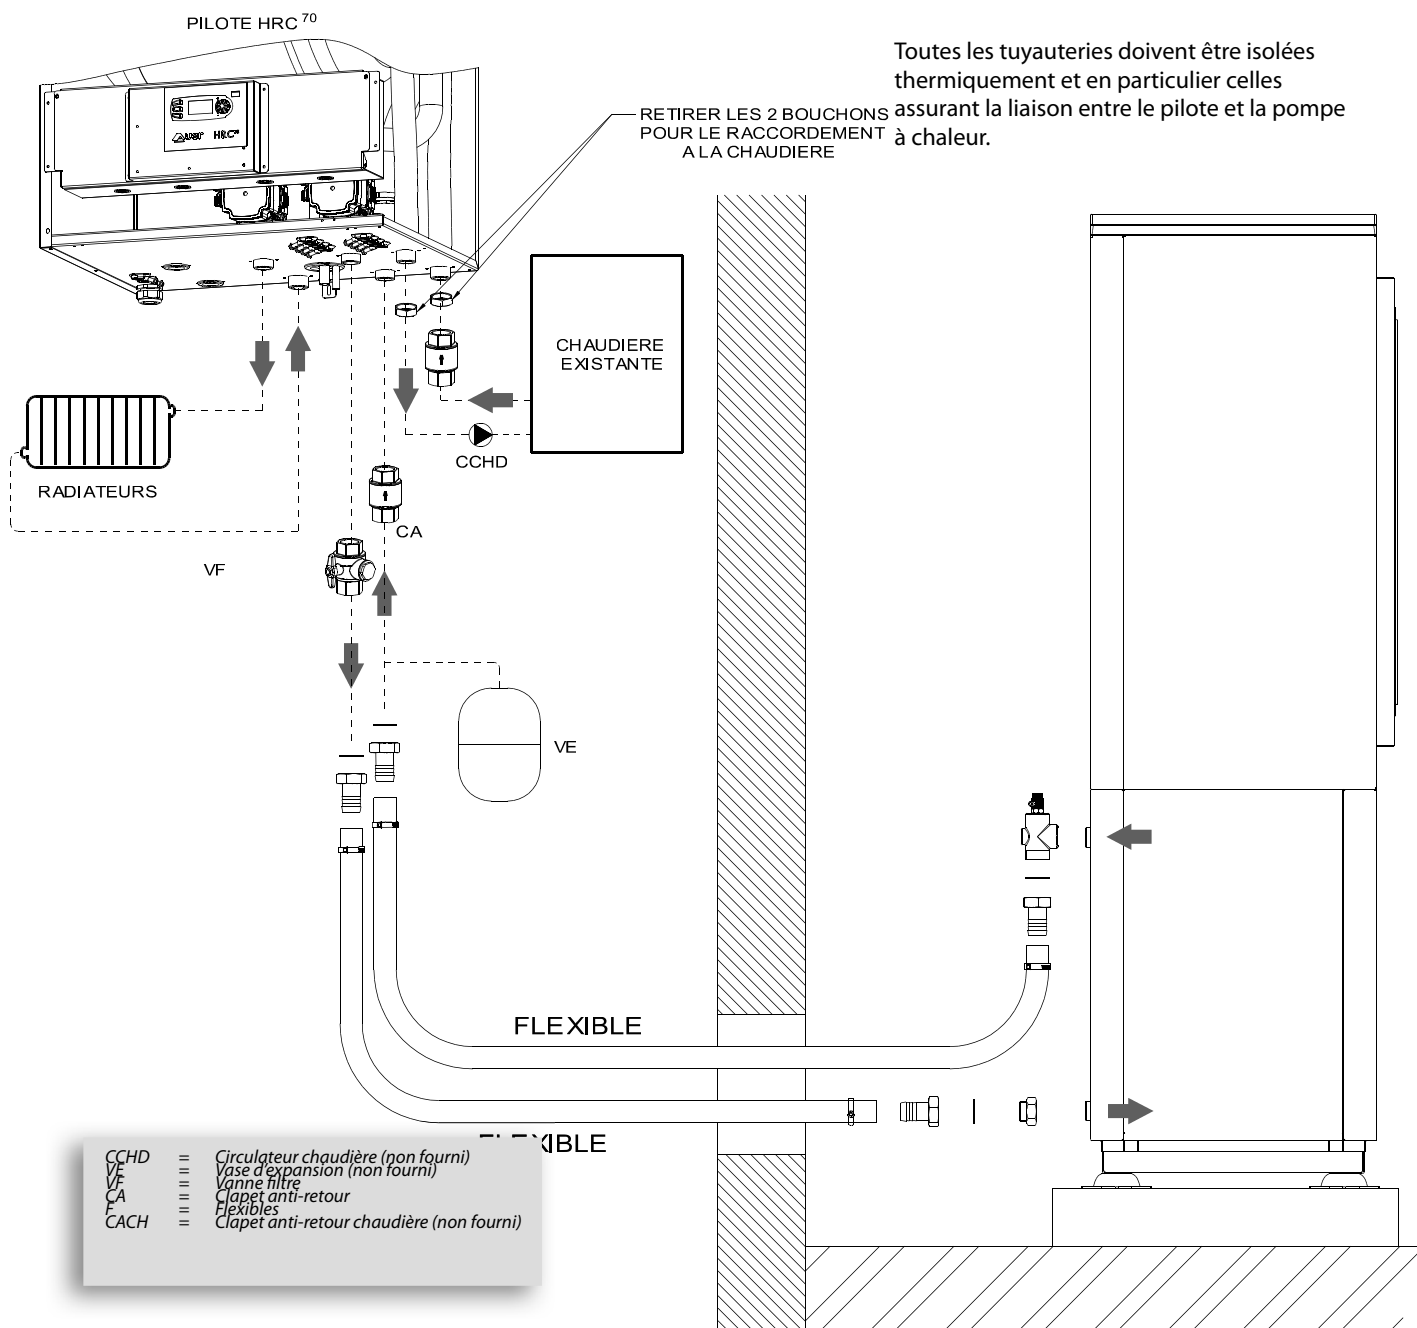 PILOTE HRC 70
Toutes les tuyauteries doivent être isolées
thermiquement et en particulier celles
assurant la liaison entre le pilote et la pompe
à chaleur.
RETIRER LES 2 BOUCHONS
POUR LE RACCORDEMENT
A LA CHAUDIERE
HRC
CHAUDIERE
EXISTANTE
CCHD
RADIATEURS
CA
VF
VE
FLEXIBLE
FLEXIBLE
CCHD = Circulateur chaudière (non fourni)
VE = Vase d'expansion (non fourni)
VF = Vanne filtre
CA = Clapet anti-retour
F = Flexibles
CACH = Clapet anti-retour chaudière (non fourni)